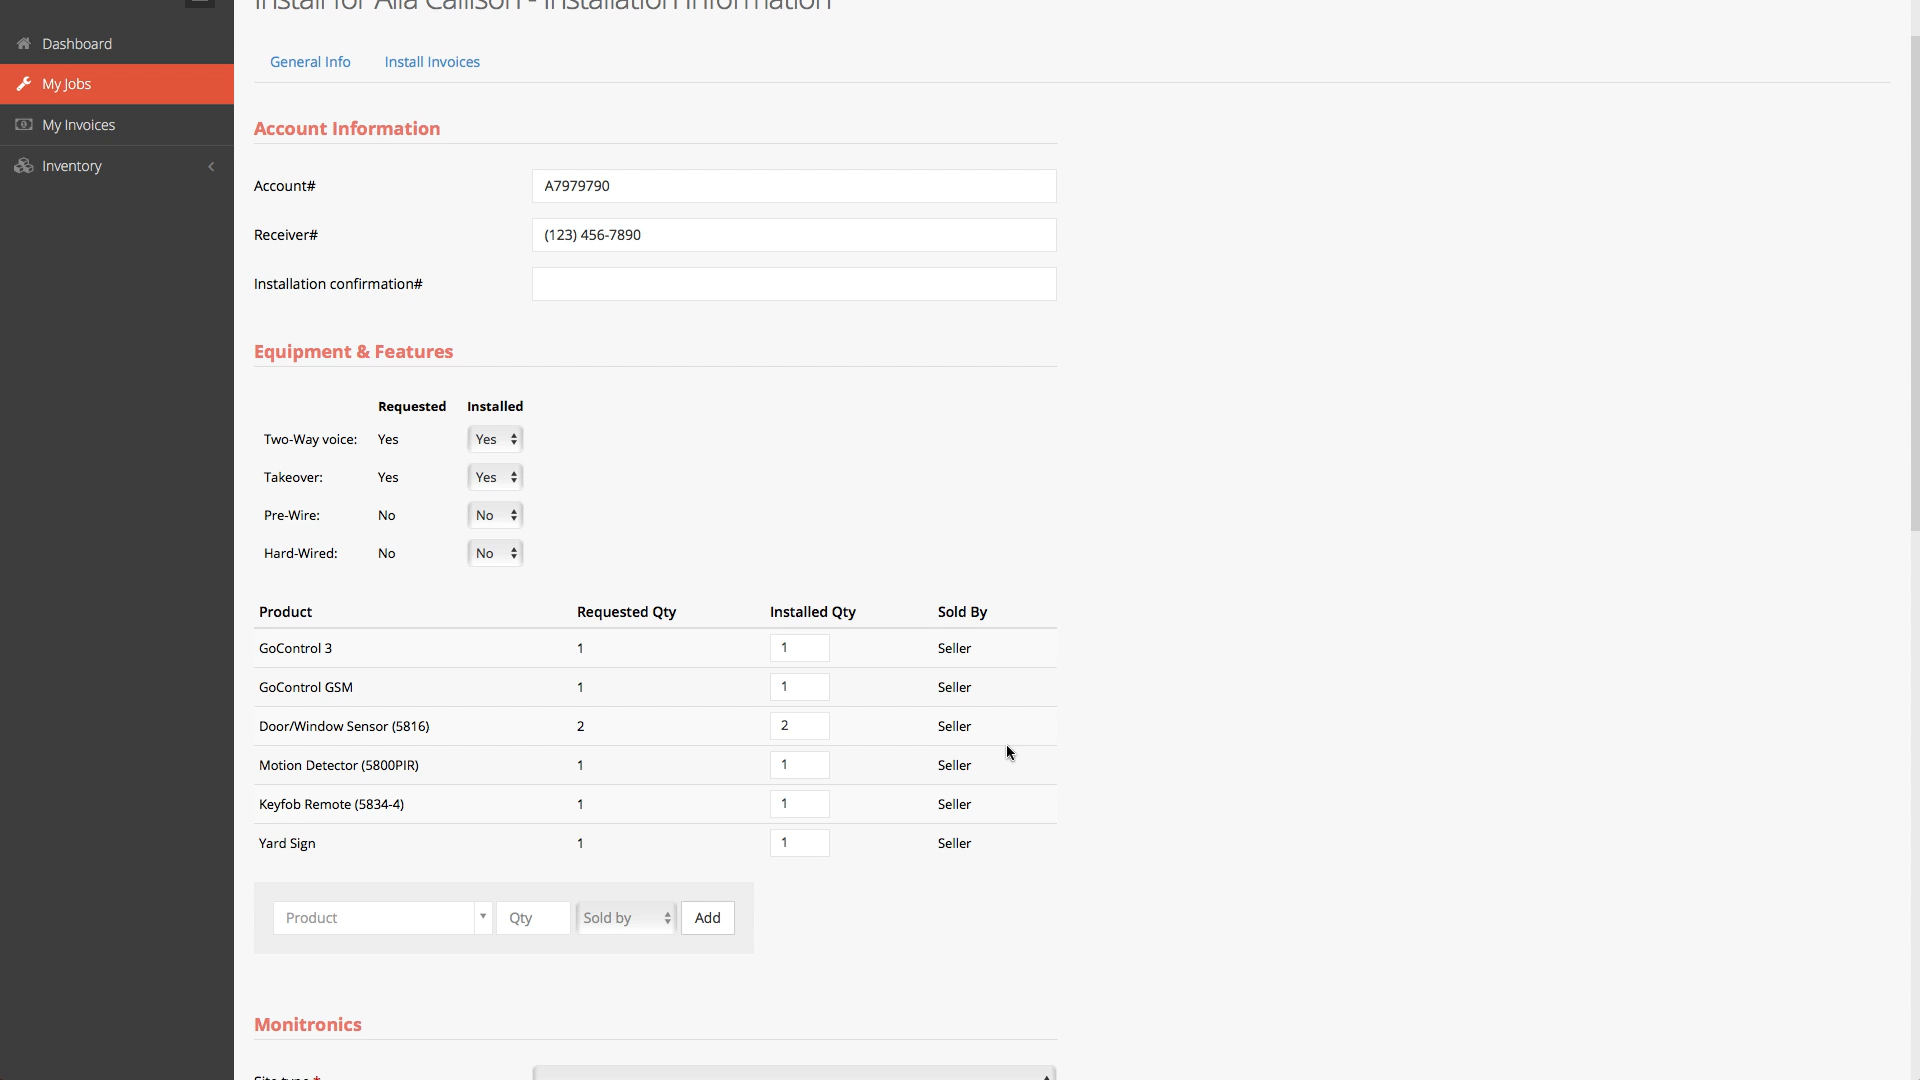 Install for Alla Callison - Installation Information
Dashboard
My Jobs
My Invoices
Inventory
General Info Install Invoices
Account Information
Account# A7979790
Receiver# (123) 456-7890
Installation confirmation#
Equipment & Features
Requested Installed
Two-Way voice: Yes Yes
Takeover: Yes Yes
Pre-Wire: No No
Hard-Wired: No No
Product Requested Qty Installed Qty Sold By
GoControl 3 1 1 Seller
GoControl GSM 1 1 Seller
Door/Window Sensor (5816) 2 2 Seller
Motion Detector (5800PIR) 1 1 Seller
Keyfob Remote (5834-4) 1 1 Seller
Yard Sign 1 1 Seller
Product Qty Sold by Add
Monitronics
Site type *